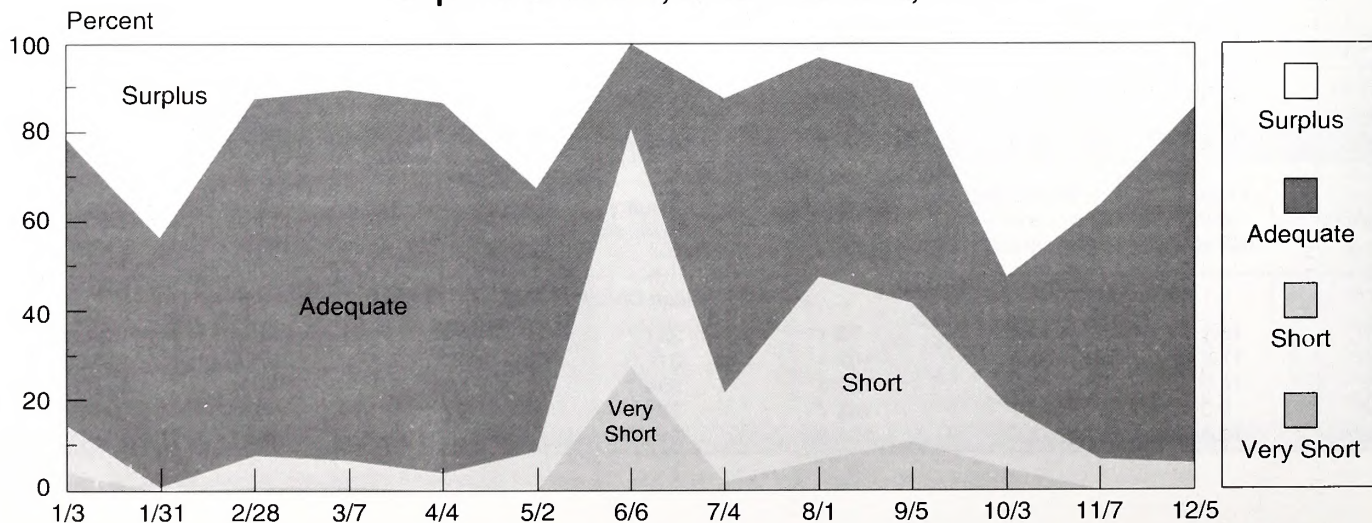 Percent
100
80
60
40
20
0
Surplus
Adequate
Very
Short
Short
1/3 1/31 2/28 3/7 4/4 5/2 6/6 7/4 8/1 9/5 10/3 11/7 12/5
Surplus
Adequate
Short
Very Short